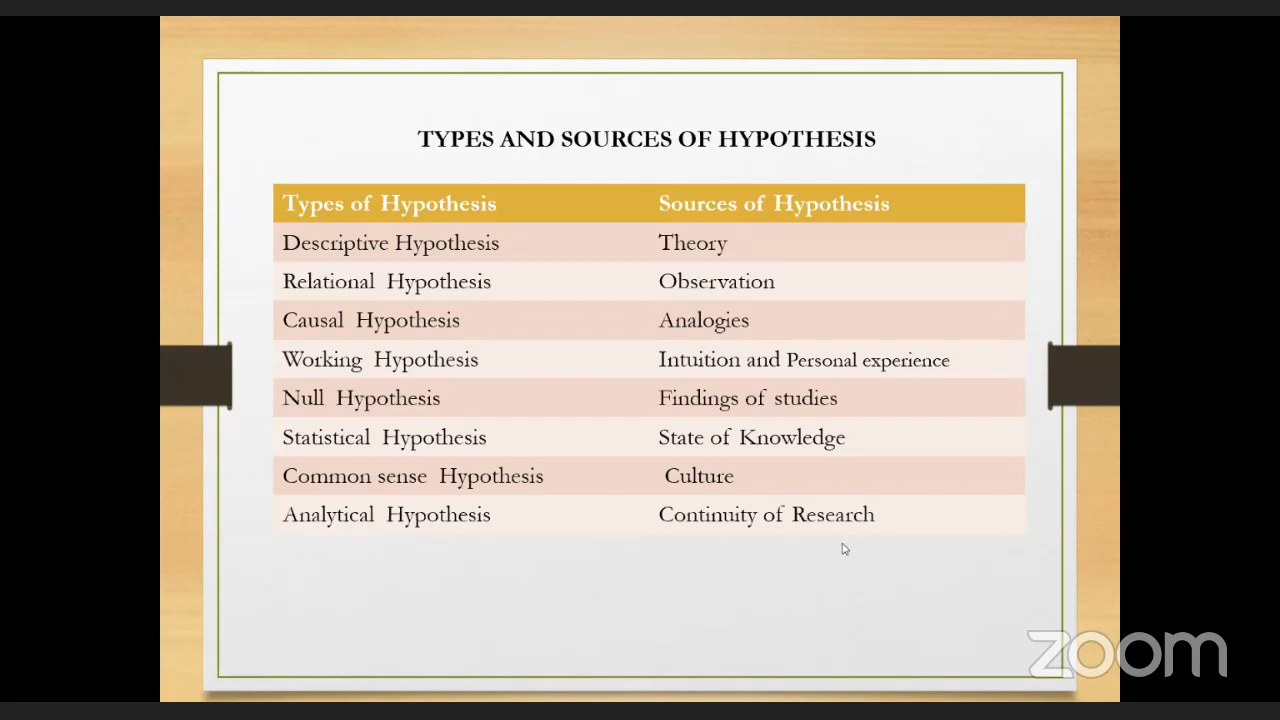 TYPES AND SOURCES OF HYPOTHESIS
Types of Hypothesis Sources of Hypothesis
Descriptive Hypothesis Theory
Relational Hypothesis Observation
Causal Hypothesis Analogies
Working Hypothesis Intuition and Personal experience
Null Hypothesis Findings of studies
Statistical Hypothesis State of Knowledge
Common sense Hypothesis Culture
Analytical Hypothesis Continuity of Research
zoom